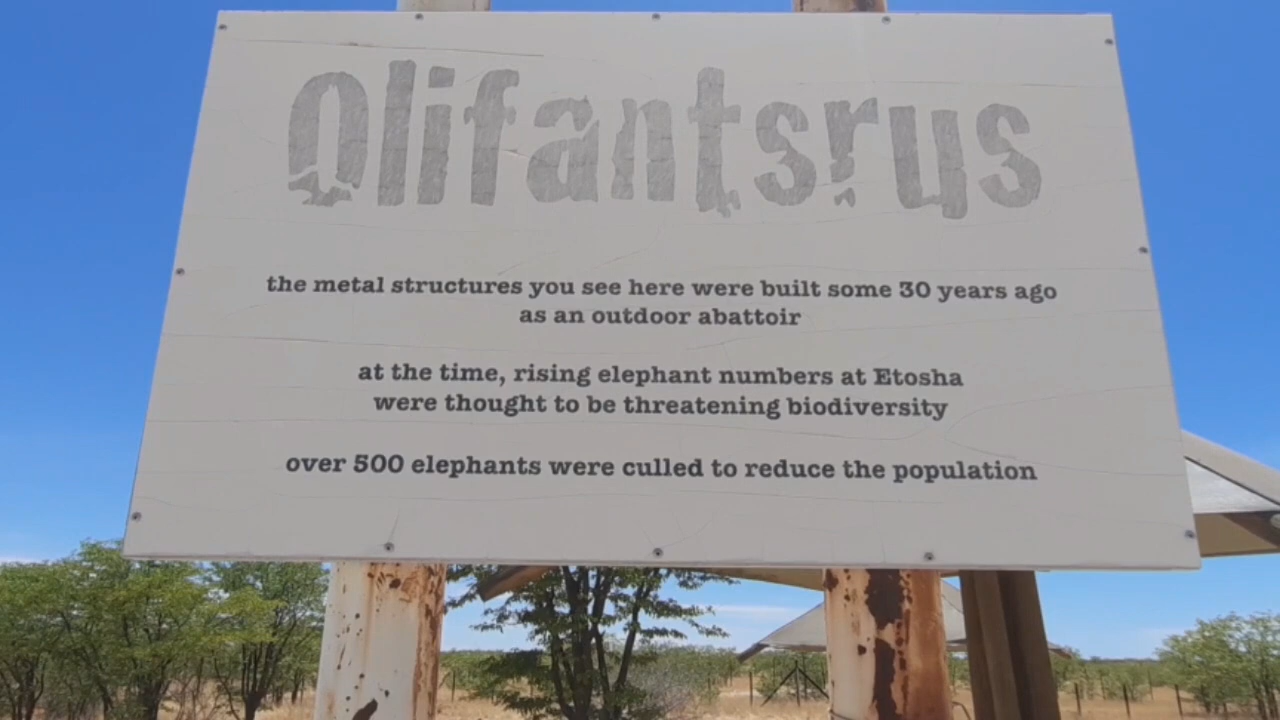 Olifantsrus
the metal structures you see here were built some 30 years ago
as an outdoor abattoir
at the time, rising elephant numbers at Etosha
were thought to be threatening biodiversity
over 500 elephants were culled to reduce the population